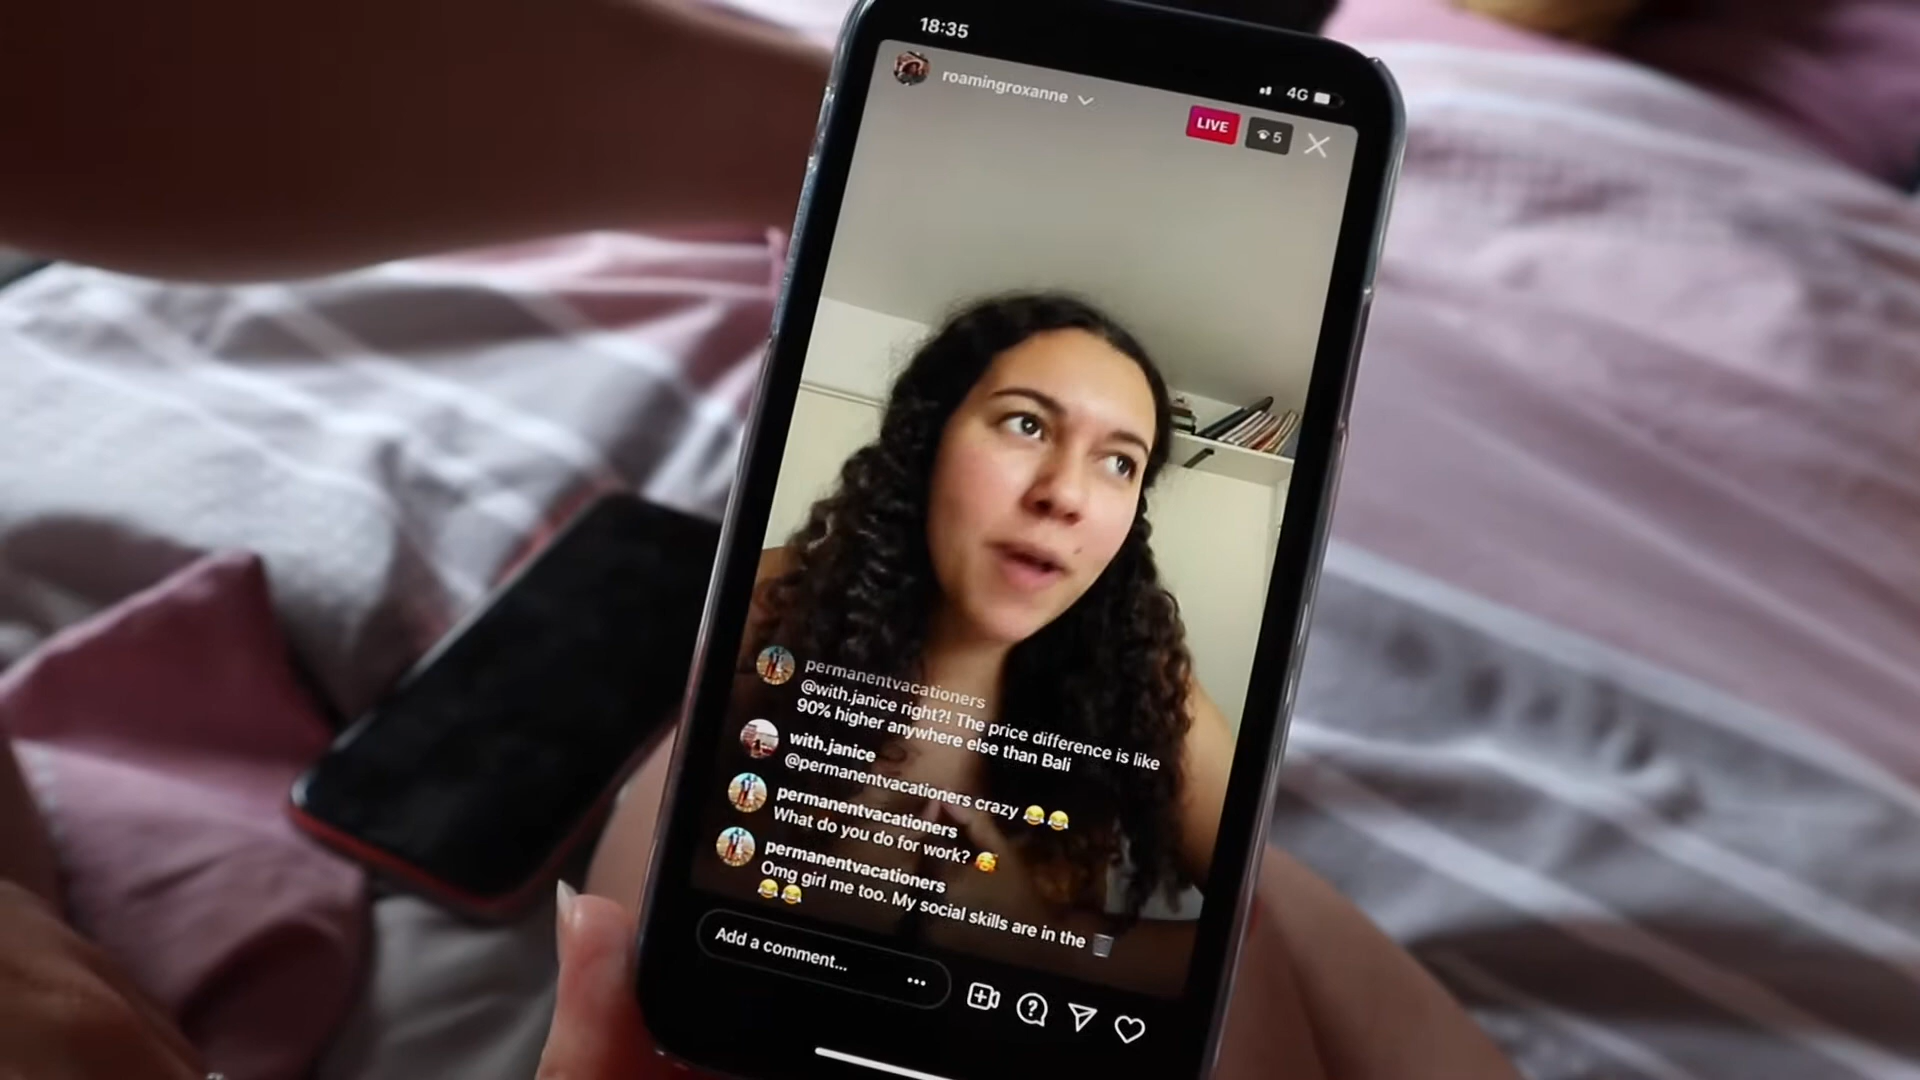 18:35
4G
roamingroxanne
LIVE
5
permanentvacationers
@with.janice right?! The price difference is like
90% higher anywhere else than Bali
with.janice
@permanentvacationers crazy 😂😂
permanentvacationers
What do you do for work? 🥰
permanentvacationers
Omg girl me too. My social skills are in the 🗑️
😂😂
Add a comment...